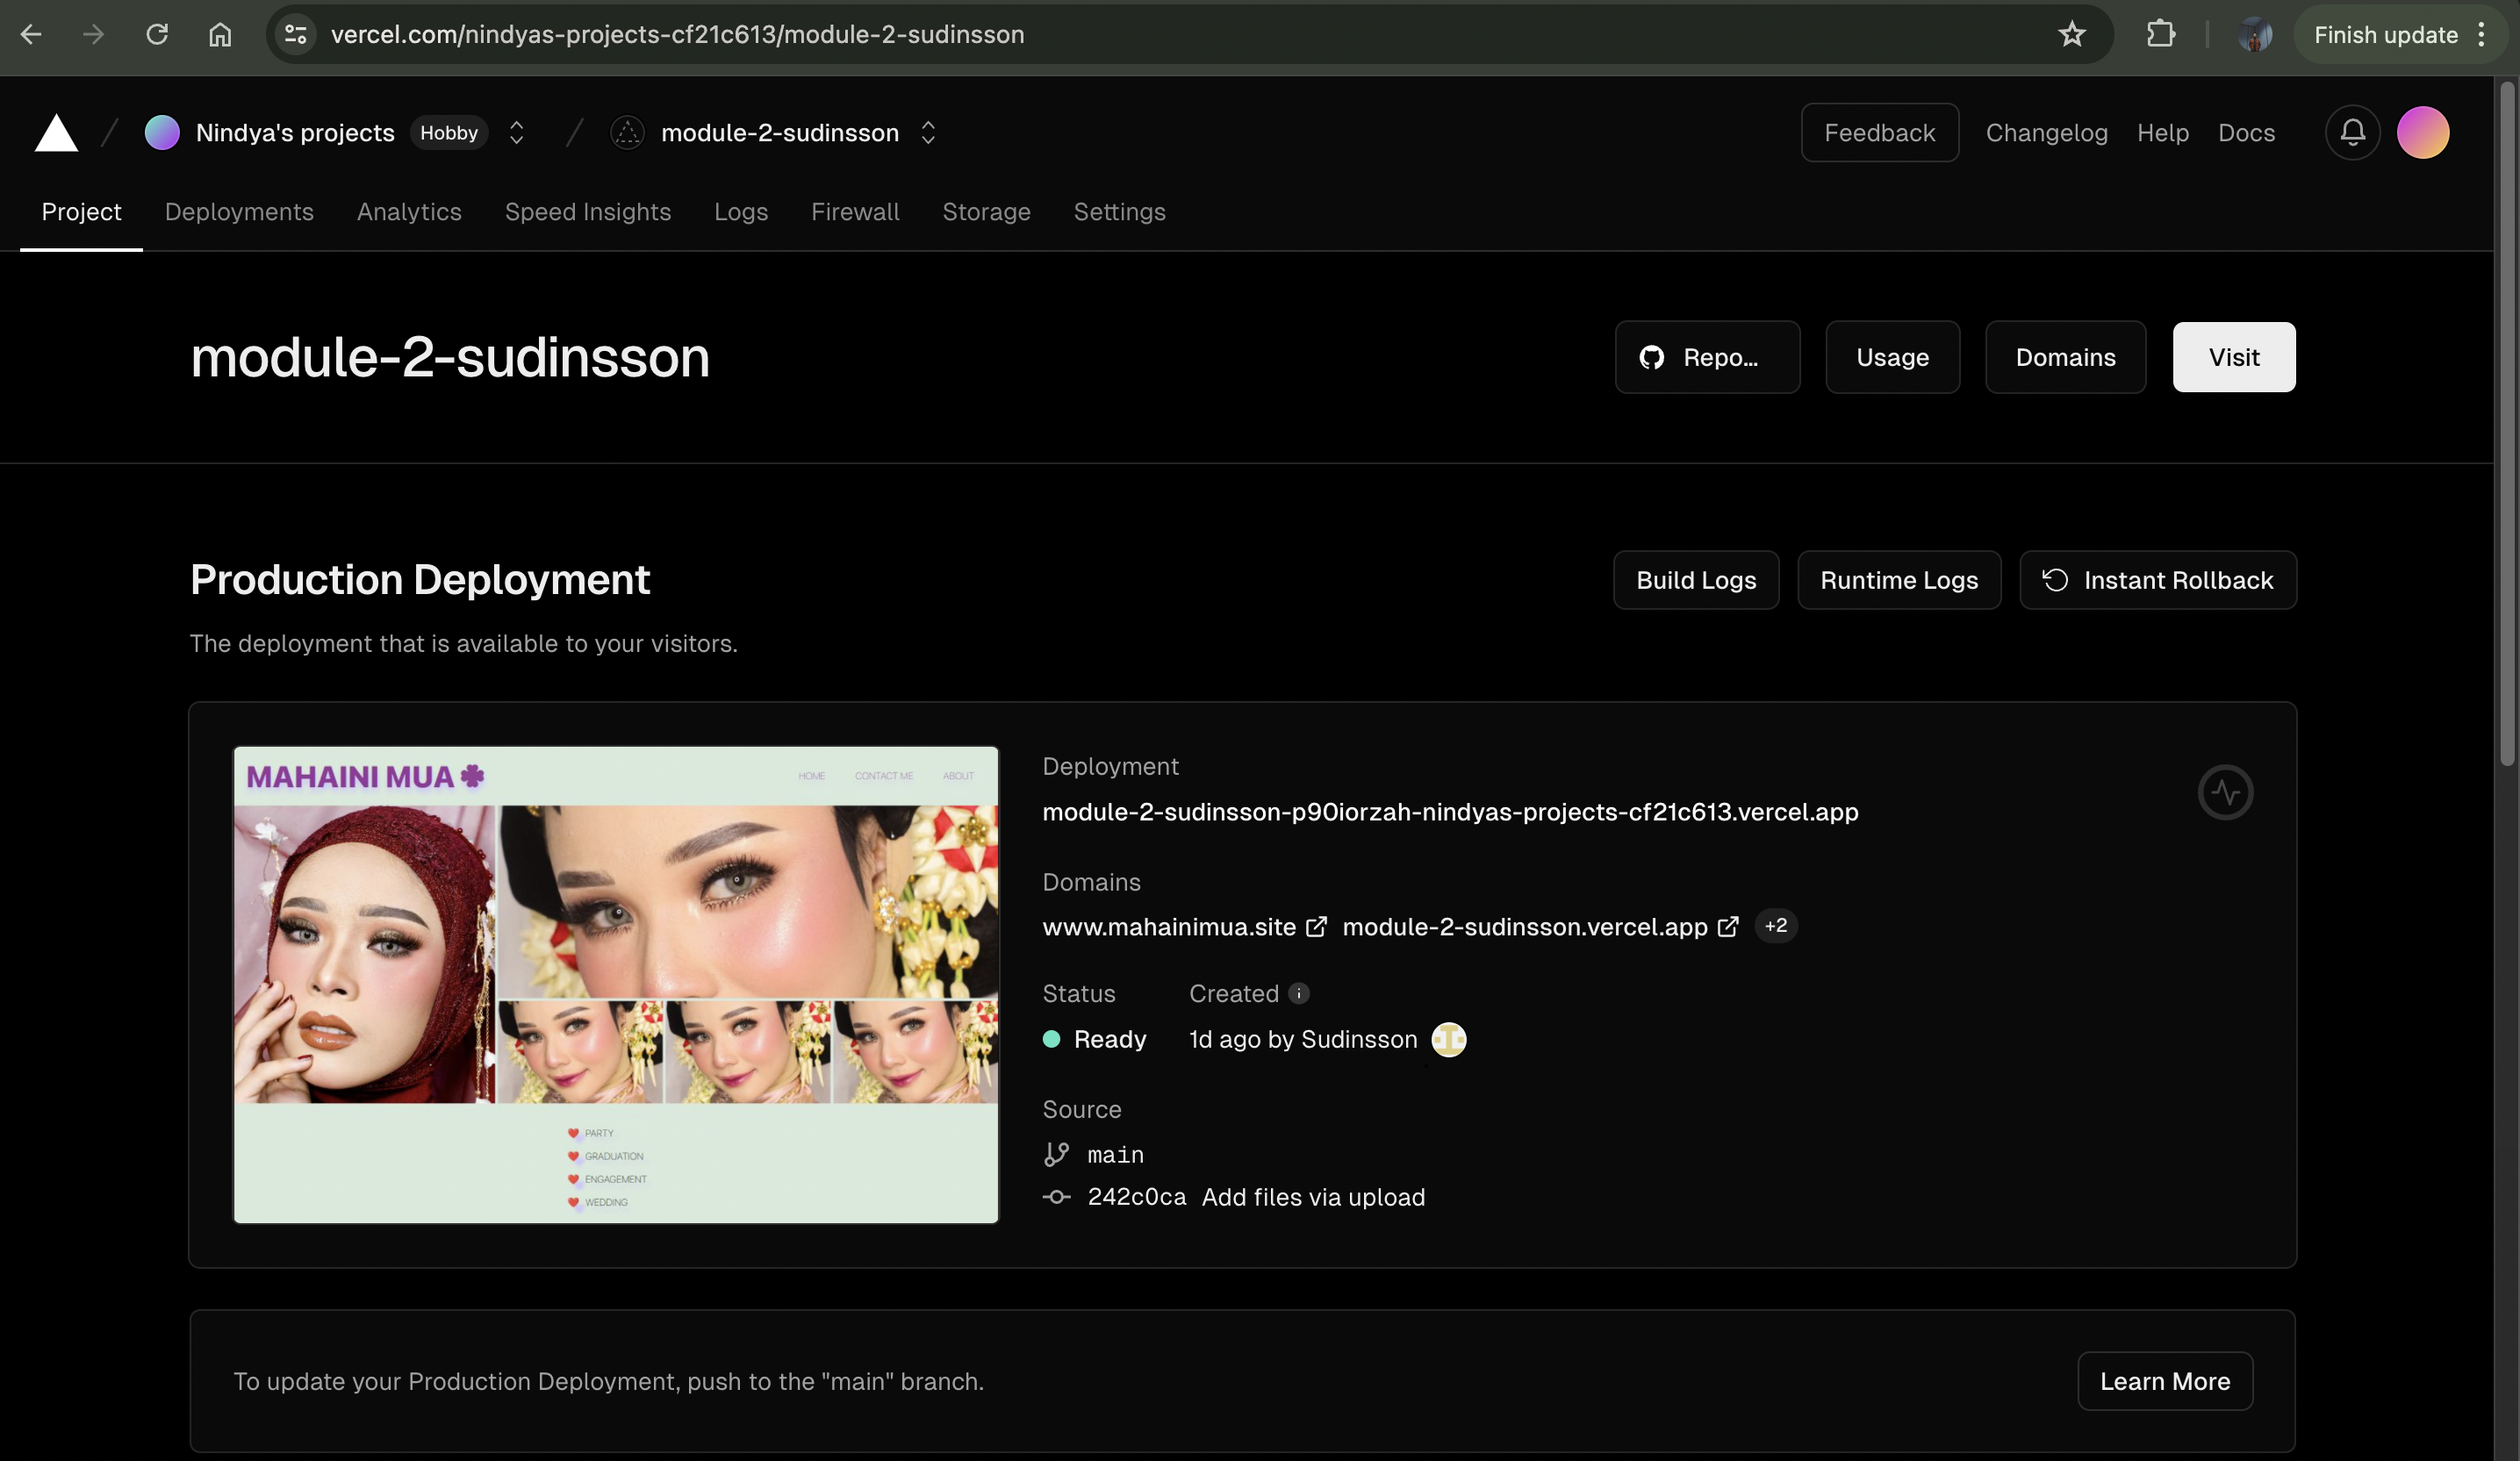 vercel.com/nindyas-projects-cf21c613/module-2-sudinsson
Finish update
Nindya's projects Hobby module-2-sudinsson
Feedback Changelog Help Docs
Project Deployments Analytics Speed Insights Logs Firewall Storage Settings
module-2-sudinsson
Repo... Usage Domains Visit
Production Deployment
Build Logs Runtime Logs Instant Rollback
The deployment that is available to your visitors.
MAHAINI MUA
HOME CONTACT ME ABOUT
PARTY
GRADUATION
ENGAGEMENT
WEDDING
Deployment
module-2-sudinsson-p90iorzah-nindyas-projects-cf21c613.vercel.app
Domains
www.mahainimua.site module-2-sudinsson.vercel.app +2
Status Created
Ready 1d ago by Sudinsson
Source
main
242c0ca Add files via upload
To update your Production Deployment, push to the "main" branch.
Learn More